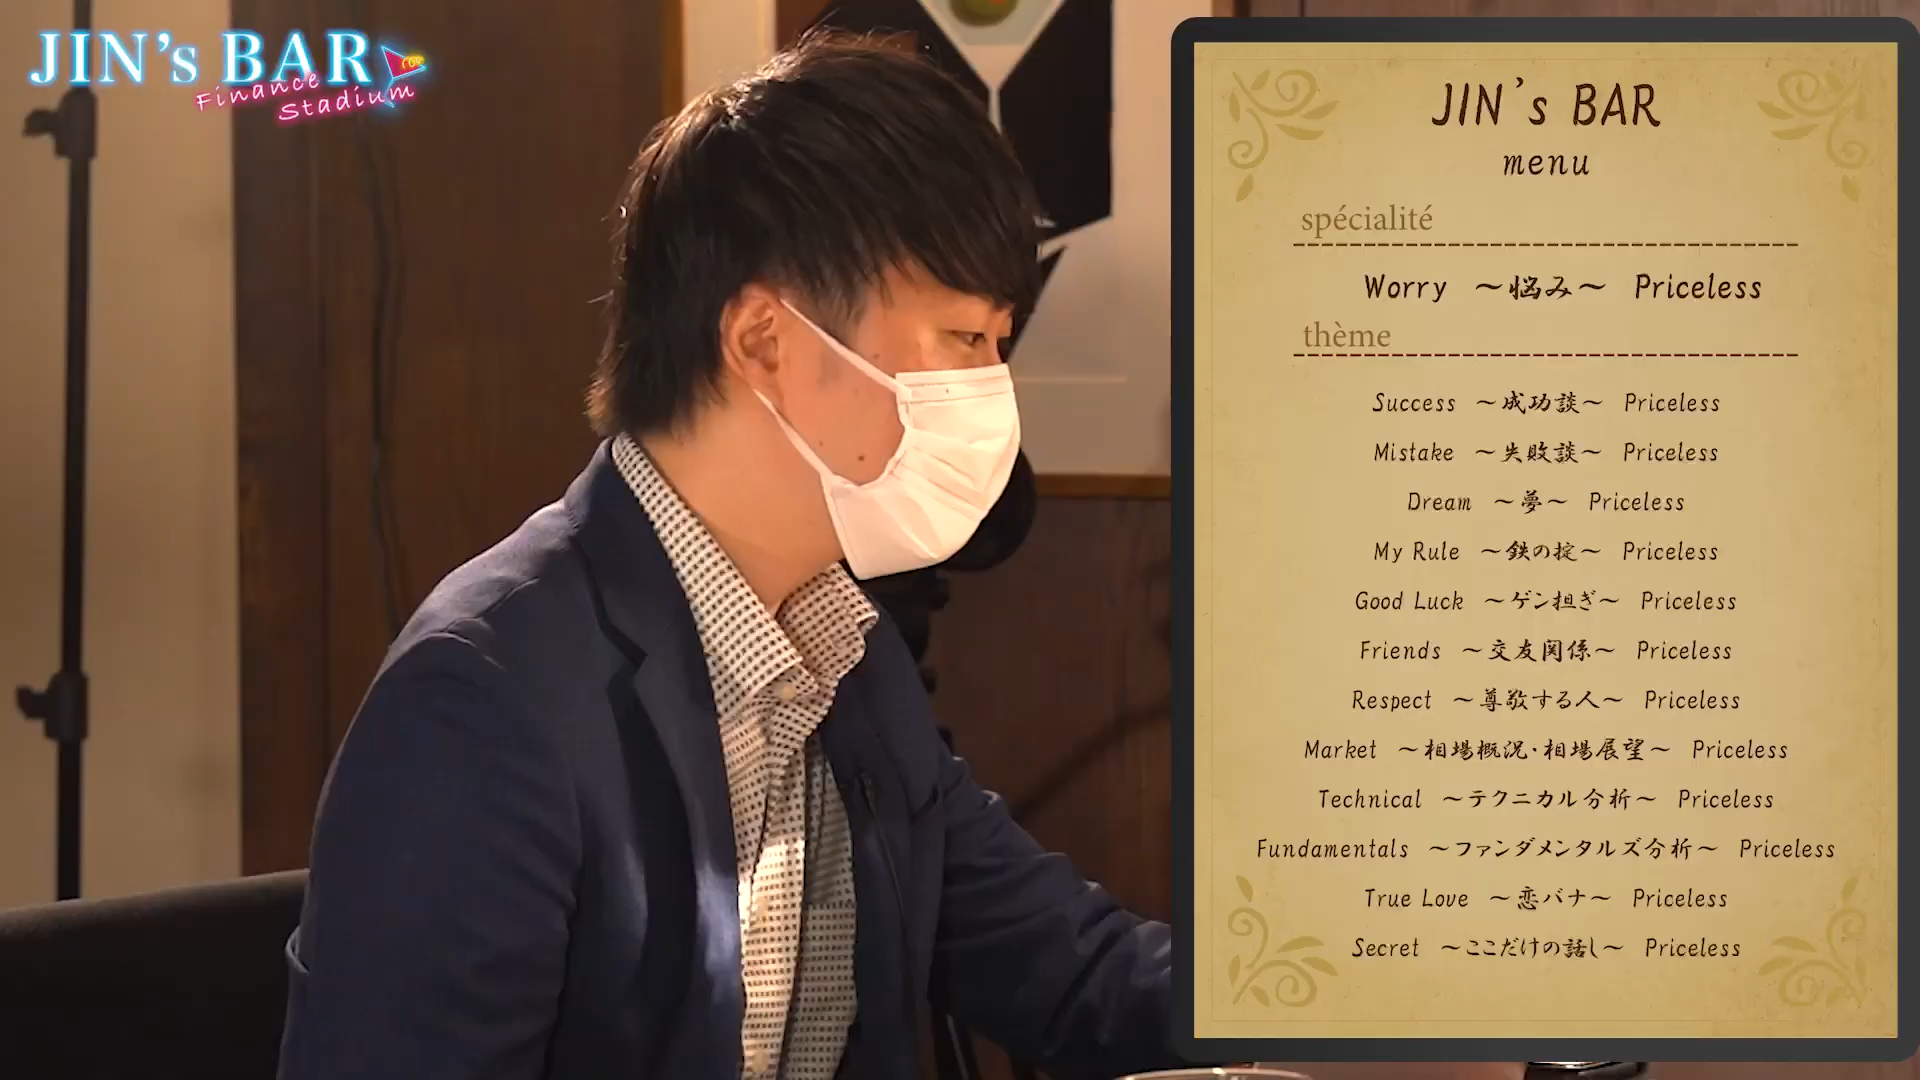 JIN's BAR
Finance
Stadium
JIN's BAR
menu
spécialité
Worry ～悩み～ Priceless
thème
Success ～成功談～ Priceless
Mistake ～失敗談～ Priceless
Dream ～夢～ Priceless
My Rule ～鉄の掟～ Priceless
Good Luck ～ゲン担ぎ～ Priceless
Friends ～交友関係～ Priceless
Respect ～尊敬する人～ Priceless
Market ～相場概況・相場展望～ Priceless
Technical ～テクニカル分析～ Priceless
Fundamentals ～ファンダメンタルズ分析～ Priceless
True Love ～恋バナ～ Priceless
Secret ～ここだけの話し～ Priceless